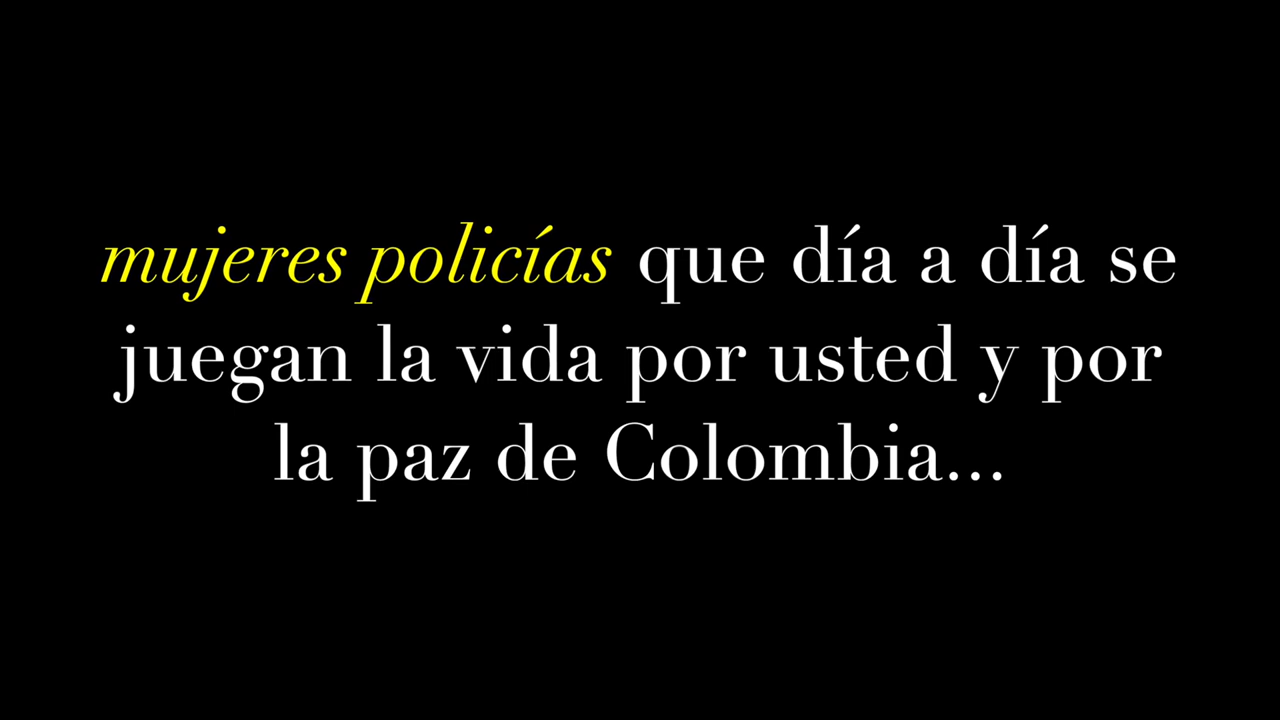 mujeres policías que día a día se
juegan la vida por usted y por
la paz de Colombia...